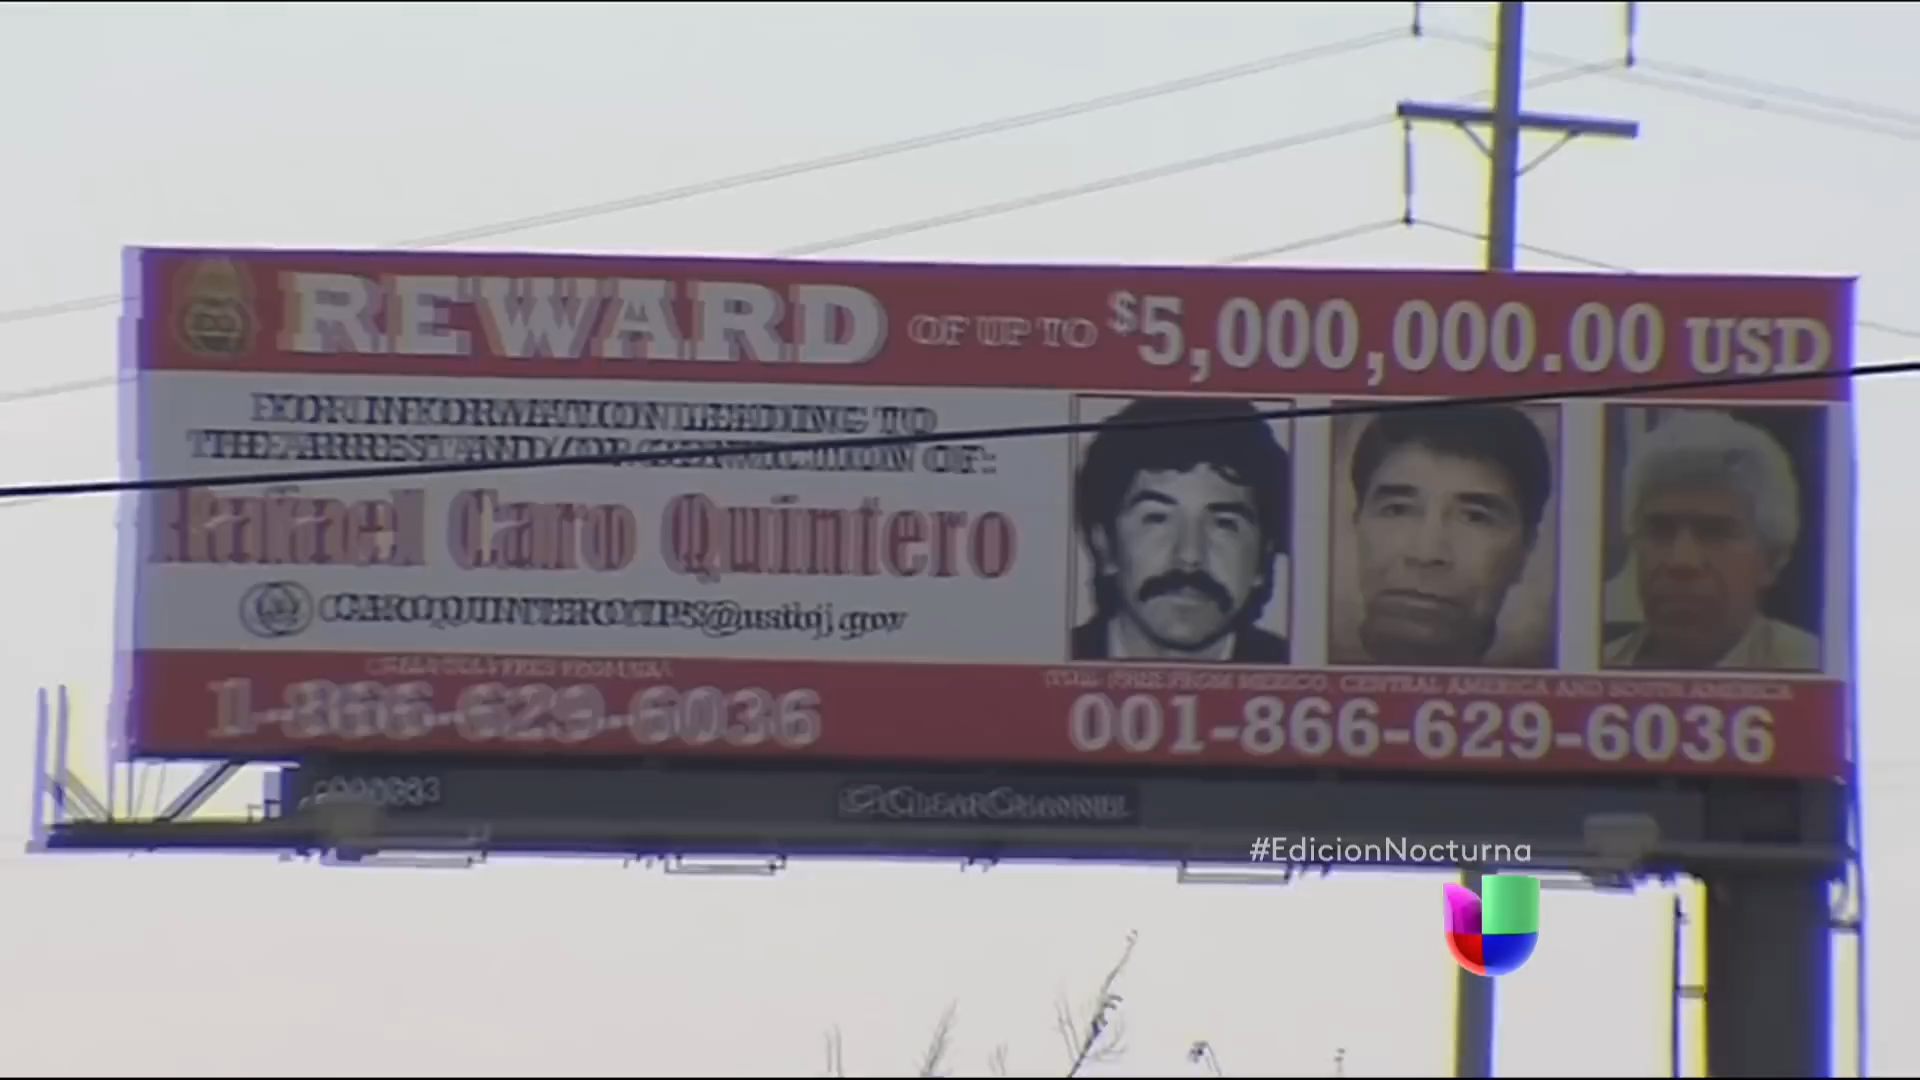 REWARD OF UP TO $5,000,000.00 USD
FOR INFORMATION LEADING TO
THE ARREST AND/OR CONVICTION OF:
Rafael Caro Quintero
CAROQUINTEROTIPS@usdoj.gov
1-866-629-6036
TOLL FREE FROM MEXICO, CENTRAL AMERICA AND SOUTH AMERICA
001-866-629-6036
CLEAR CHANNEL
#EdicionNocturna